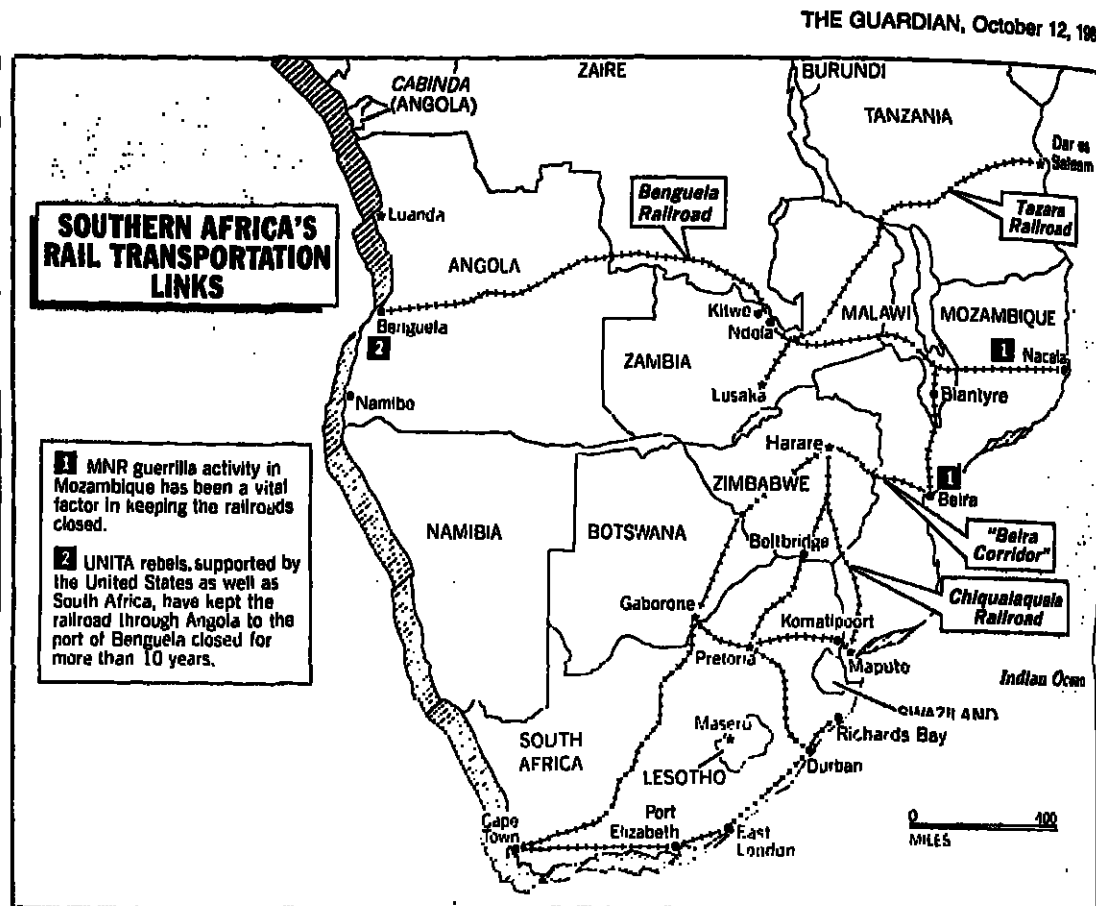 THE GUARDIAN, October 12, 198
ZAIRE
BURUNDI
CABINDA
(ANGOLA)
TANZANIA
Dar es
Salaam
Benguela
Railroad
Tazara
Railroad
SOUTHERN AFRICA'S
RAIL TRANSPORTATION
LINKS
Luanda
ANGOLA
Benguela
2
Kitwe
Ndola
MALAWI
MOZAMBIQUE
1
Nacala
ZAMBIA
Lusaka
Blantyre
Namibe
Harare
1
Beira
ZIMBABWE
1 MNR guerrilla activity in
Mozambique has been a vital
factor in keeping the railroads
closed.
2 UNITA rebels, supported by
the United States as well as
South Africa, have kept the
railroad through Angola to the
port of Benguela closed for
more than 10 years.
NAMIBIA
BOTSWANA
Boitbridge
"Beira
Corridor"
Chiqualaquala
Railroad
Gaborone
Komatipoort
Pretoria
Maputo
Indian Ocean
SWAZILAND
Maseru
Richards Bay
SOUTH
AFRICA
LESOTHO
Durban
Cape
Town
Port
Elizabeth
East
London
0 100
MILES